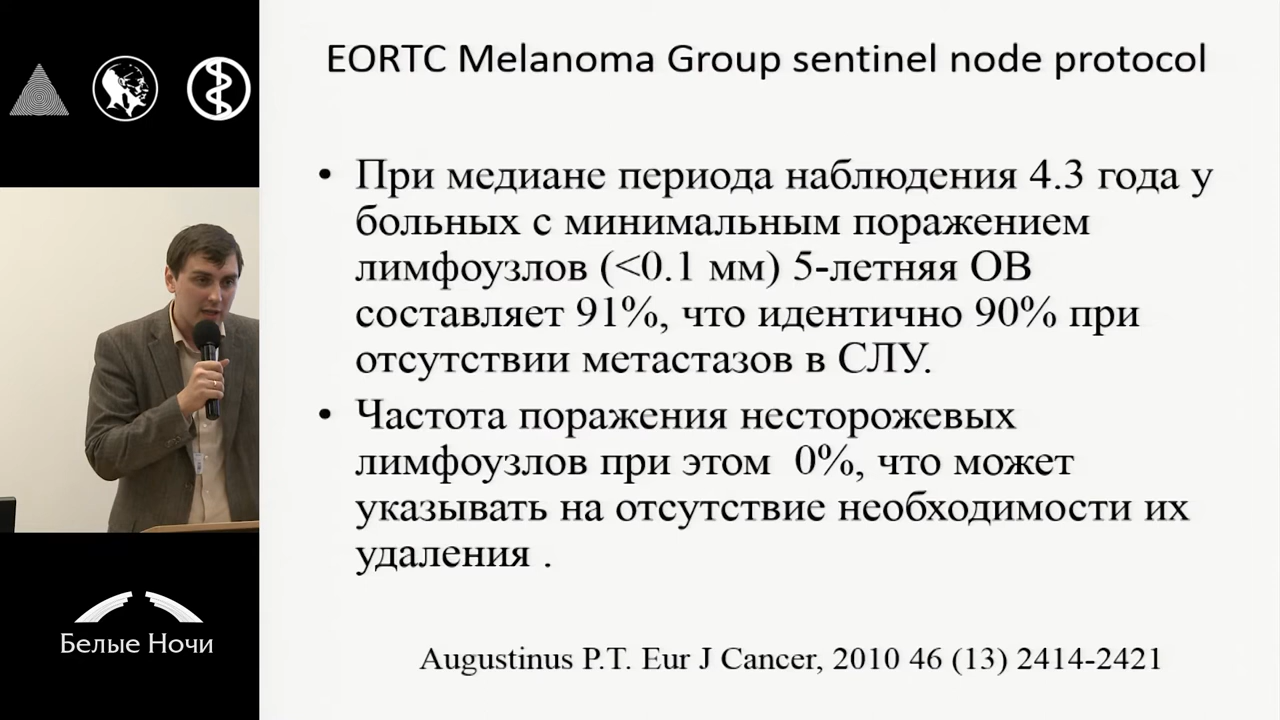 EORTC Melanoma Group sentinel node protocol
• При медиане периода наблюдения 4.3 года у
больных с минимальным поражением
лимфоузлов (<0.1 мм) 5-летняя ОВ
составляет 91%, что идентично 90% при
отсутствии метастазов в СЛУ.
• Частота поражения несторожевых
лимфоузлов при этом 0%, что может
указывать на отсутствие необходимости их
удаления .
Augustinus P.T. Eur J Cancer, 2010 46 (13) 2414-2421
Белые Ночи